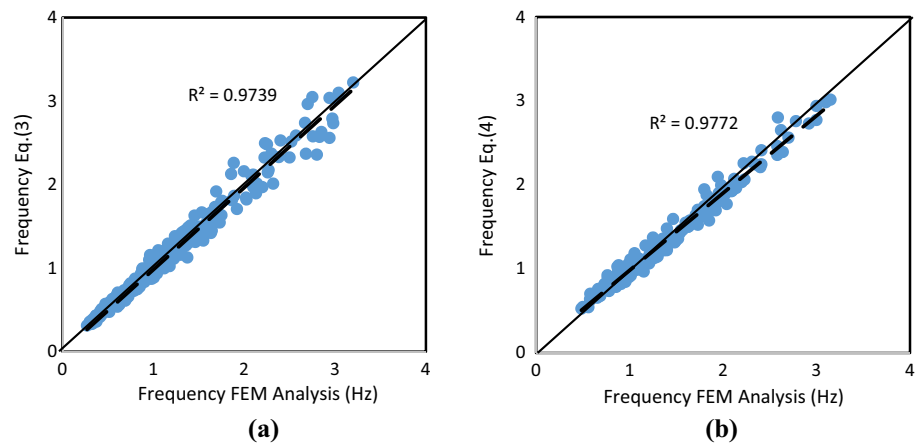 4
3
2
1
0
0
1
2
3
4
Frequency Eq.(3)
R² = 0.9739
Frequency FEM Analysis (Hz)
(a)
4
3
2
1
0
0
1
2
3
4
Frequency Eq.(4)
R² = 0.9772
Frequency FEM Analysis (Hz)
(b)